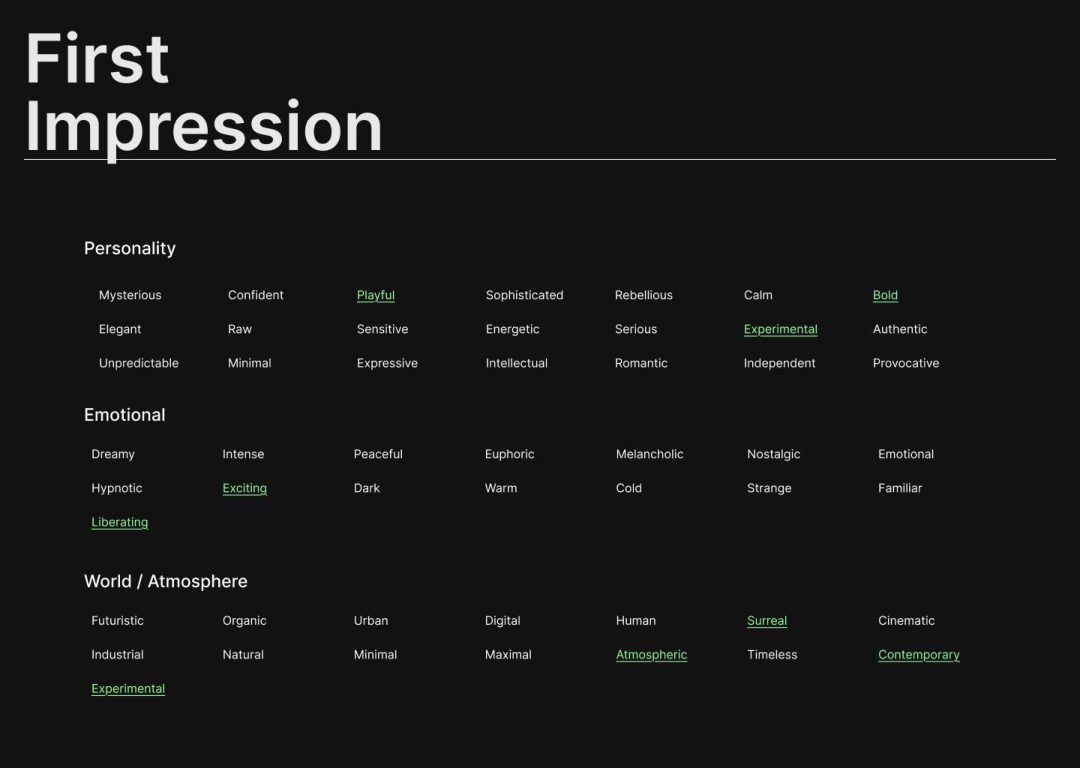 First
Impression
Personality
Mysterious Confident Playful Sophisticated Rebellious Calm Bold
Elegant Raw Sensitive Energetic Serious Experimental Authentic
Unpredictable Minimal Expressive Intellectual Romantic Independent Provocative
Emotional
Dreamy Intense Peaceful Euphoric Melancholic Nostalgic Emotional
Hypnotic Exciting Dark Warm Cold Strange Familiar
Liberating
World / Atmosphere
Futuristic Organic Urban Digital Human Surreal Cinematic
Industrial Natural Minimal Maximal Atmospheric Timeless Contemporary
Experimental